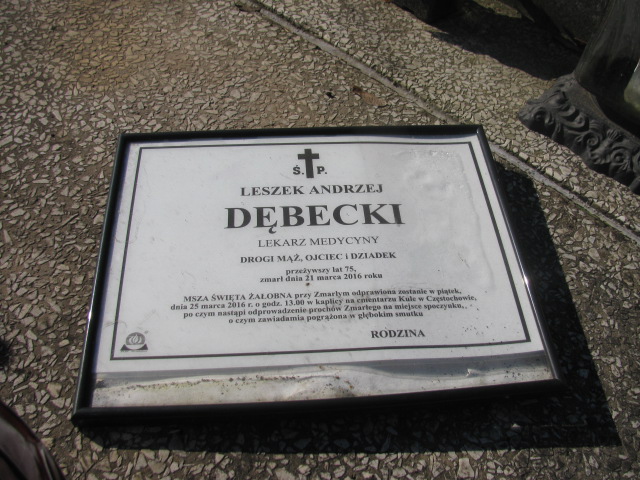 Ś. P.
LESZEK ANDRZEJ
DĘBECKI
LEKARZ MEDYCYNY
DROGI MĄŻ, OJCIEC i DZIADEK
przeżywszy lat 75,
zmarł dnia 21 marca 2016 roku
MSZA ŚWIĘTA ŻAŁOBNA przy Zmarłym odprawiona zostanie w piątek,
dnia 25 marca 2016 r. o godz. 13.00 w kaplicy na cmentarzu Kule w Częstochowie,
po czym nastąpi odprowadzenie prochów Zmarłego na miejsce spoczynku,
o czym zawiadamia pogrążona w głębokim smutku
RODZINA